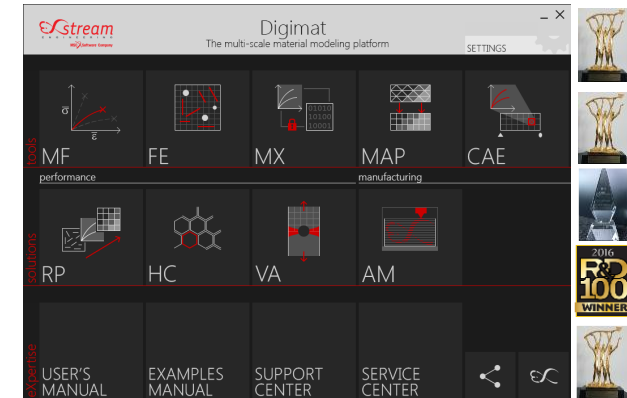 eXstream
ENGINEERING
MSC Software Company
Digimat
The multi-scale material modeling platform
SETTINGS
tools
σ
ε
01010
10100
10001
MF
FE
MX
MAP
CAE
performance
manufacturing
solutions
RP
HC
VA
AM
eXpertise
USER'S
MANUAL
EXAMPLES
MANUAL
SUPPORT
CENTER
SERVICE
CENTER
2016
R&D
100
WINNER